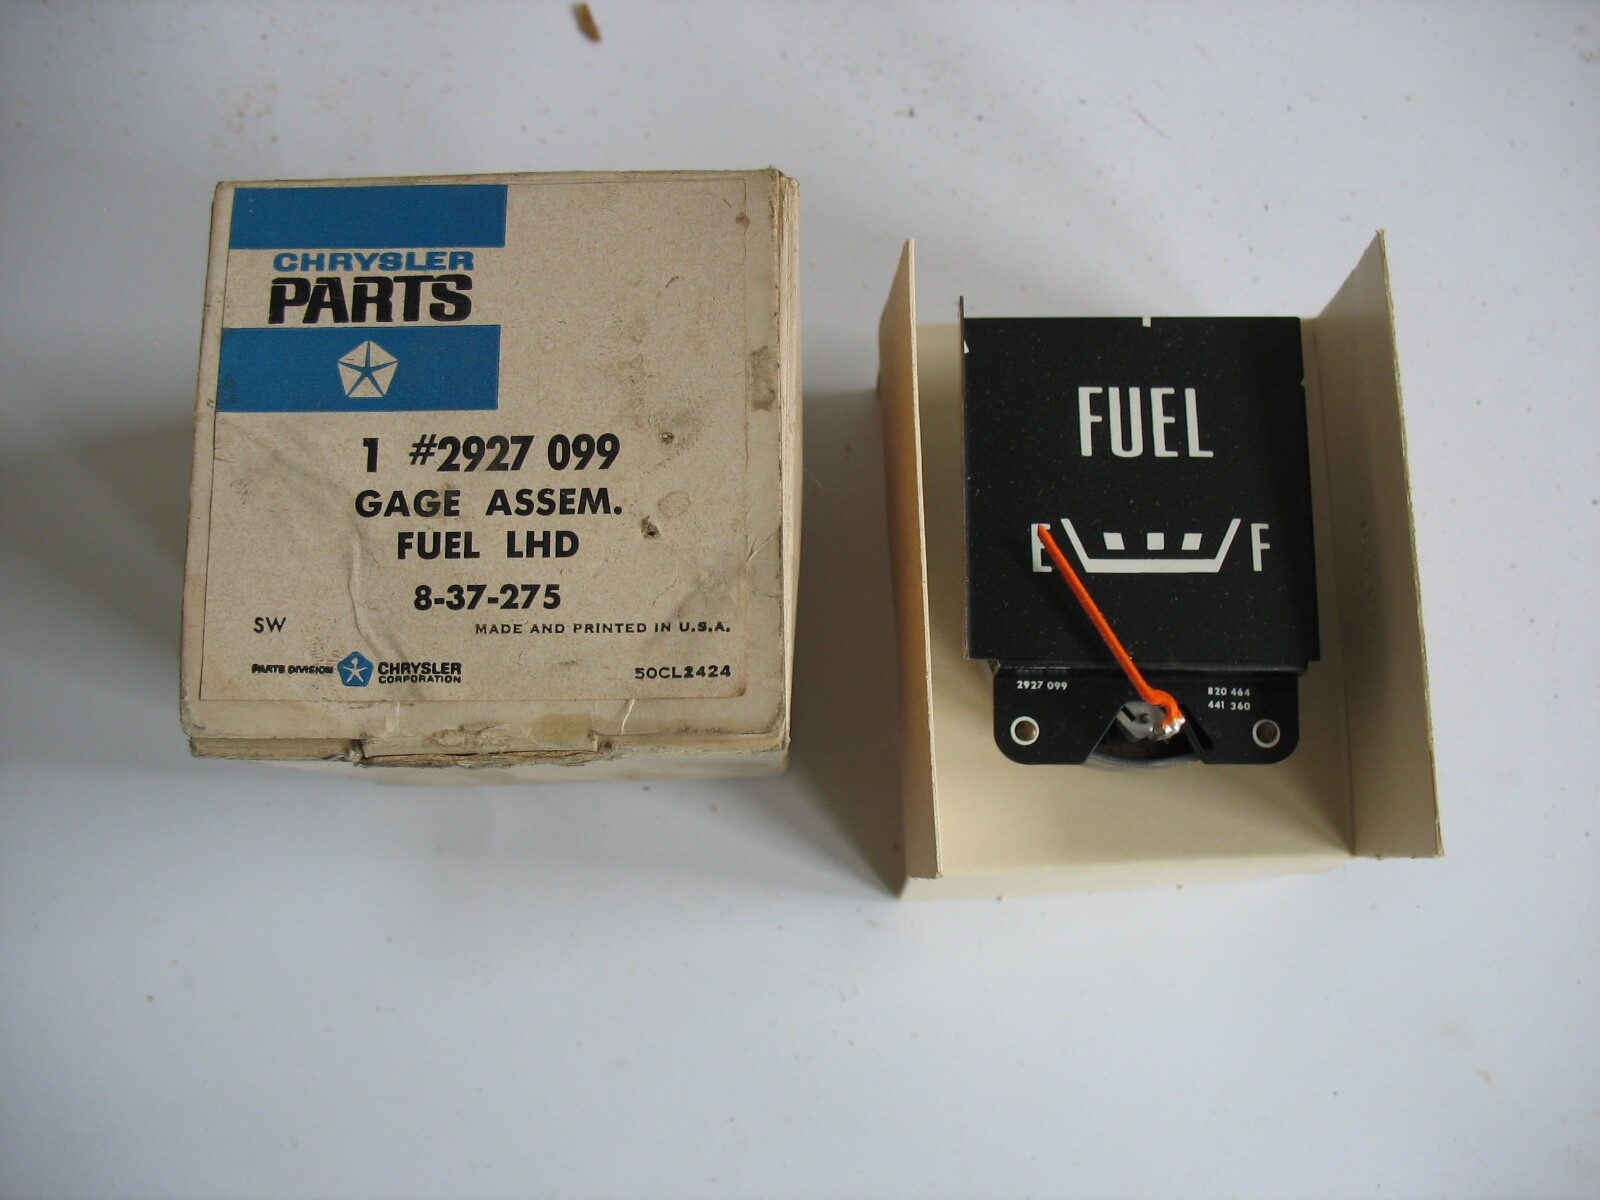 CHRYSLER
PARTS
1 #2927 099
GAGE ASSEM.
FUEL LHD
8-37-275
SW
MADE AND PRINTED IN U.S.A.
PARTS DIVISION CHRYSLER
CORPORATION
50CL2424
FUEL
E F
2927 099
820 464
441 360